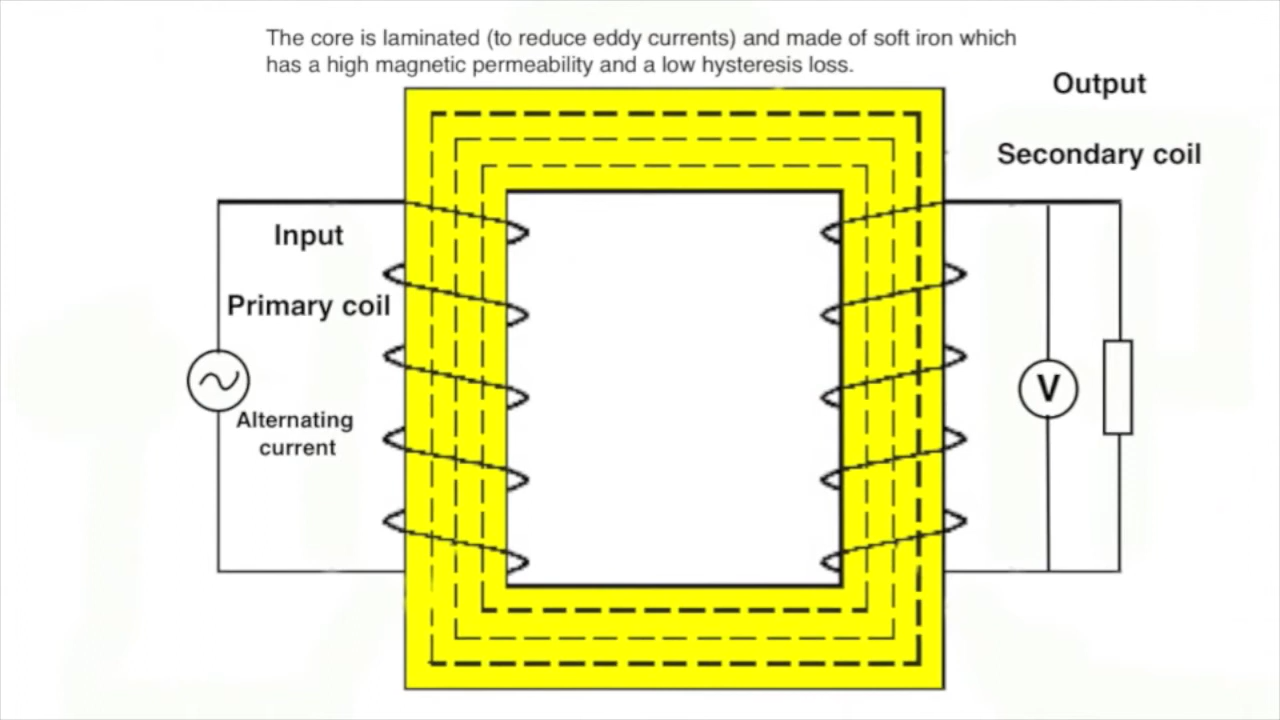 The core is laminated (to reduce eddy currents) and made of soft iron which
has a high magnetic permeability and a low hysteresis loss.
Output
Secondary coil
Input
Primary coil
Alternating
current
V